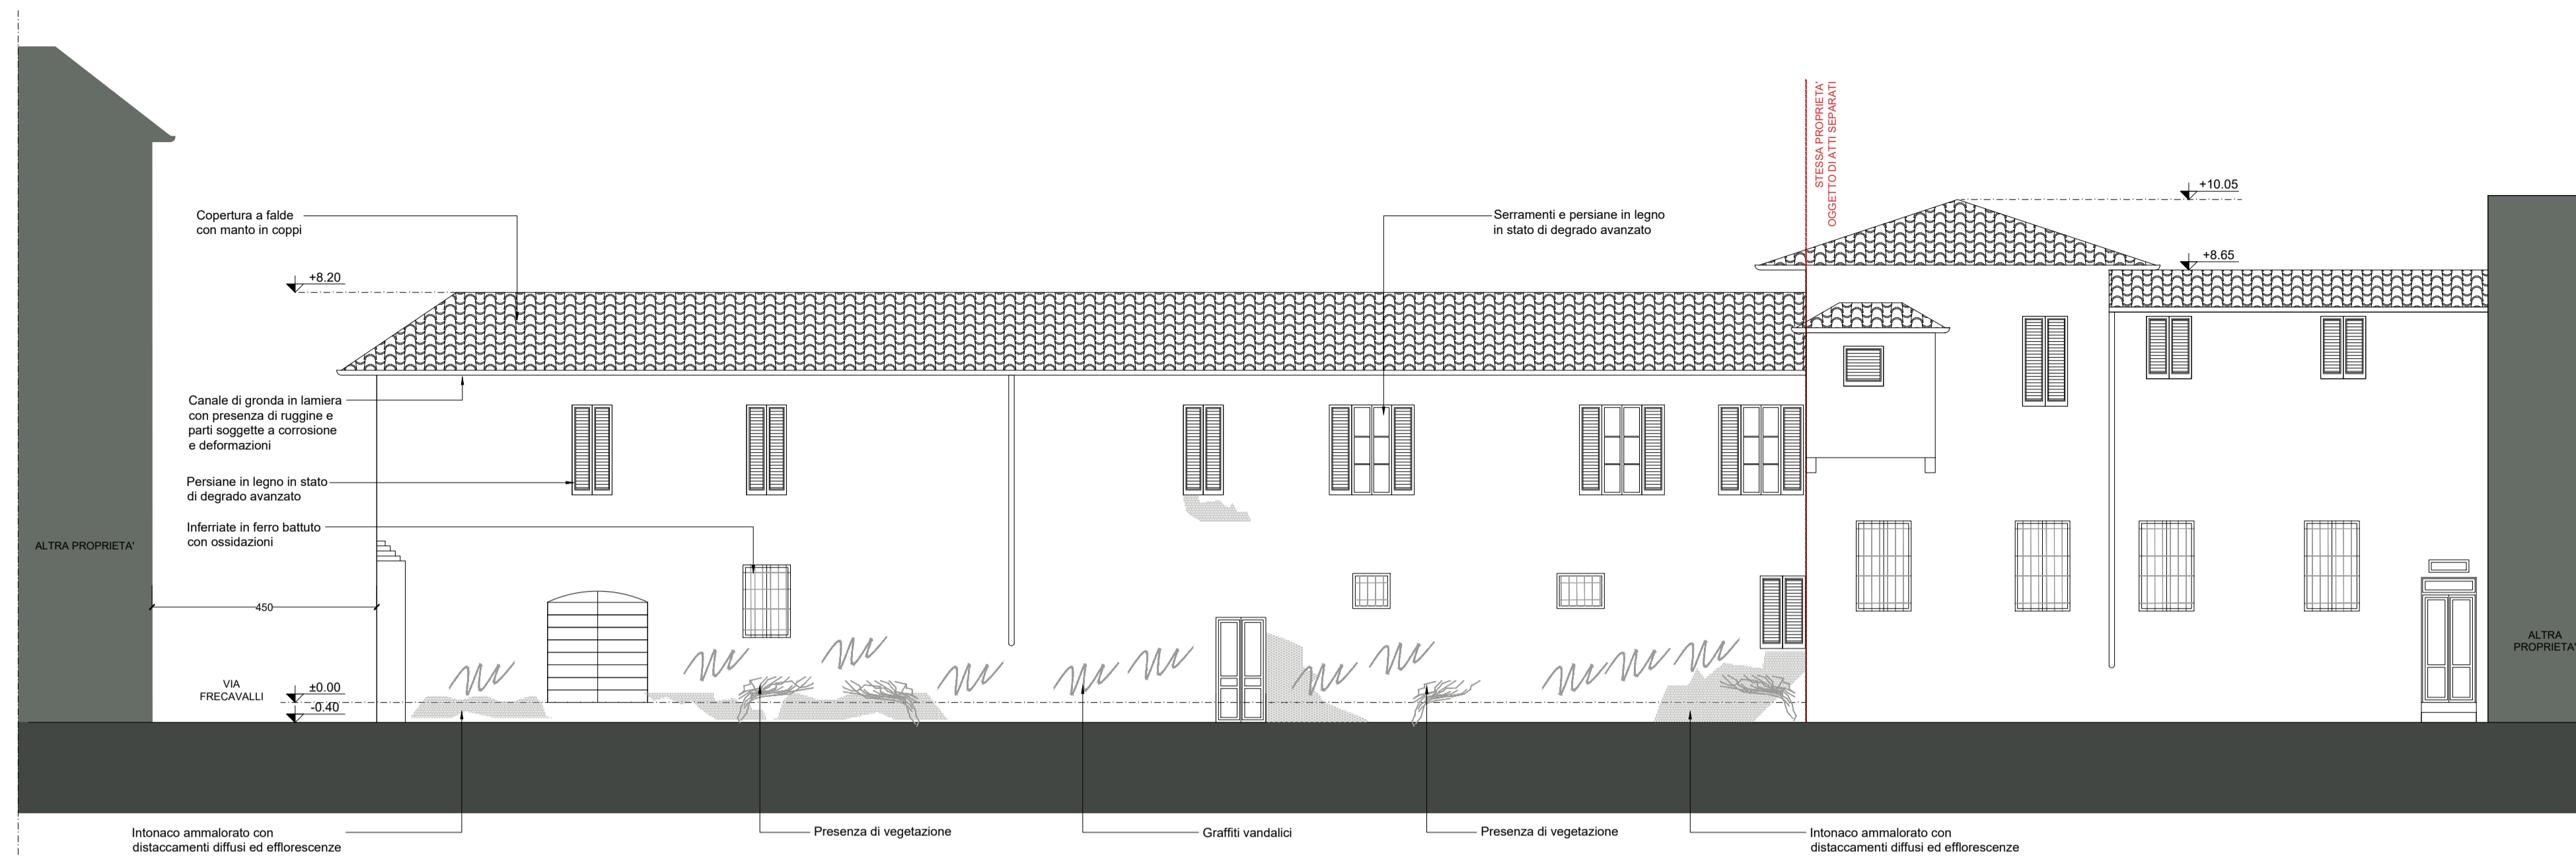 STESSA PROPRIETA'
OGGETTO DI ATTI SEPARATI
+10.05
Copertura a falde
con manto in coppi
Serramenti e persiane in legno
in stato di degrado avanzato
+8.65
+8.20
Canale di gronda in lamiera
con presenza di ruggine e
parti soggette a corrosione
e deformazioni
Persiane in legno in stato
di degrado avanzato
Inferriate in ferro battuto
con ossidazioni
ALTRA PROPRIETA'
450
ALTRA
PROPRIETA'
VIA
FRECAVALLI
±0.00
-0.40
Intonaco ammalorato con
distaccamenti diffusi ed efflorescenze
Presenza di vegetazione
Graffiti vandalici
Presenza di vegetazione
Intonaco ammalorato con
distaccamenti diffusi ed efflorescenze